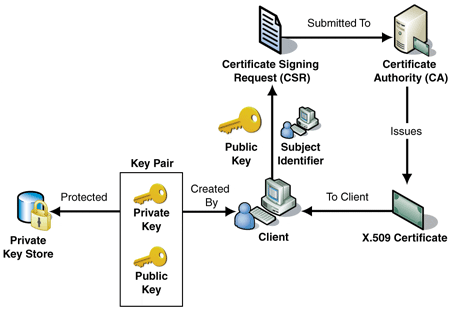 Submitted To
Certificate Signing
Request (CSR)
Certificate
Authority (CA)
Public
Key
Subject
Identifier
Issues
Key Pair
Protected
Private
Key
Created
By
To Client
Private
Key Store
Public
Key
Client
X.509 Certificate